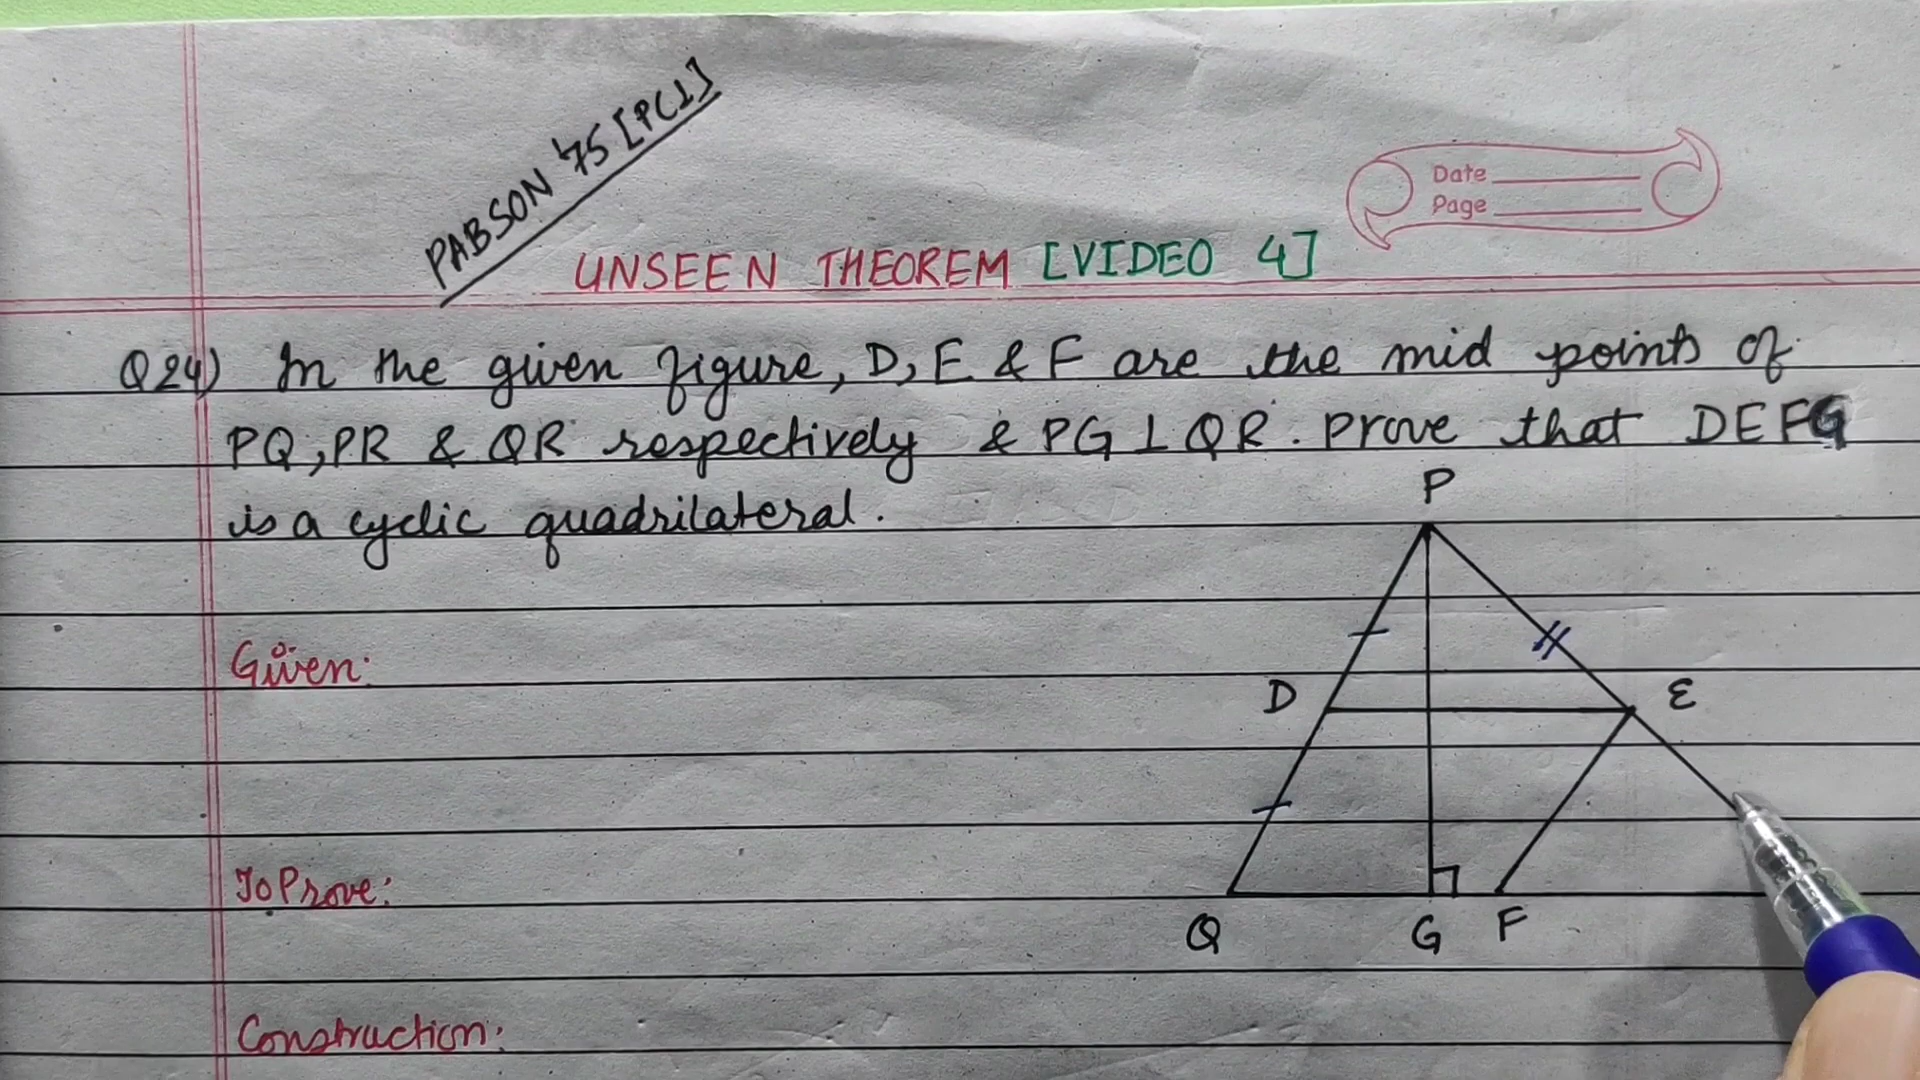 PABSON '75 [PCL]
Date
Page
UNSEEN THEOREM [VIDEO 4]
Q24) In the given figure, D, E & F are the mid points of
PQ, PR & QR respectively & PG ⊥ QR. Prove that DEFG
is a cyclic quadrilateral.
P
Given:
D
E
To Prove:
Q
G
F
Construction: